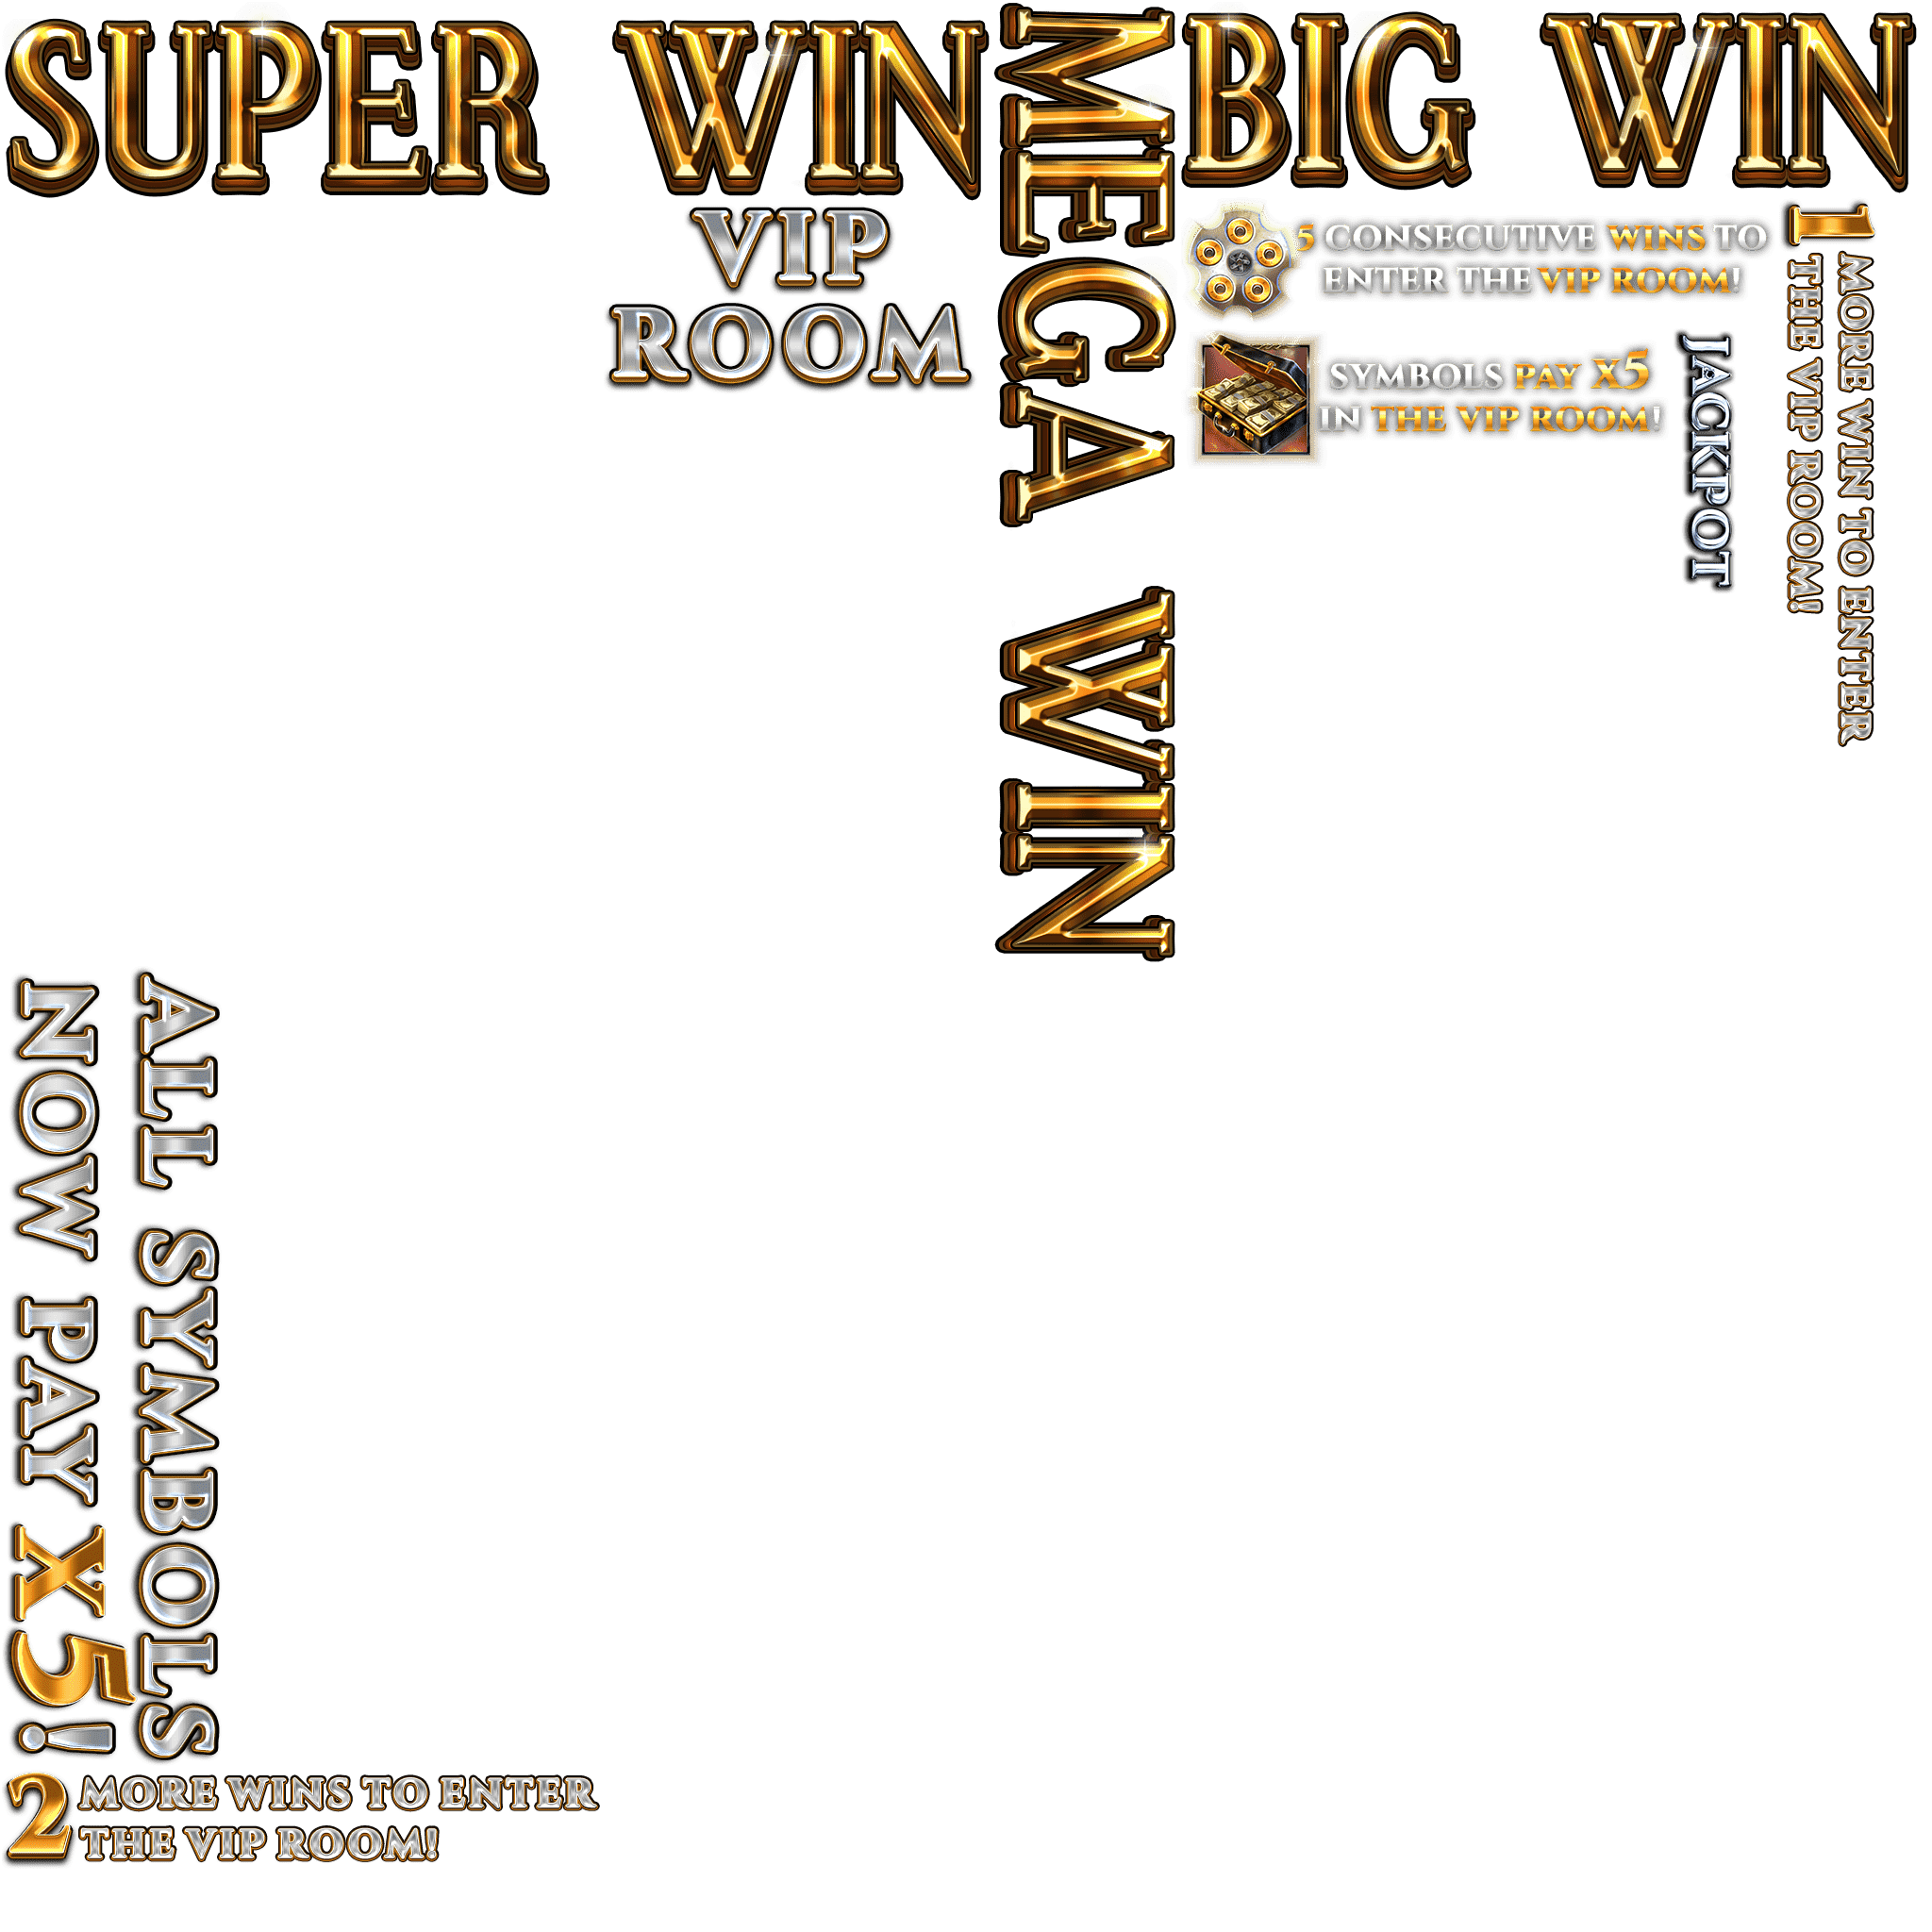 SUPER WIN
VIP
ROOM
MEGA WIN
BIG WIN
5 CONSECUTIVE WINS TO
ENTER THE VIP ROOM!
SYMBOLS PAY X5
IN THE VIP ROOM!
JACKPOT
1 MORE WIN TO ENTER
THE VIP ROOM!
ALL SYMBOLS
NOW PAY X5!
2 MORE WINS TO ENTER
THE VIP ROOM!